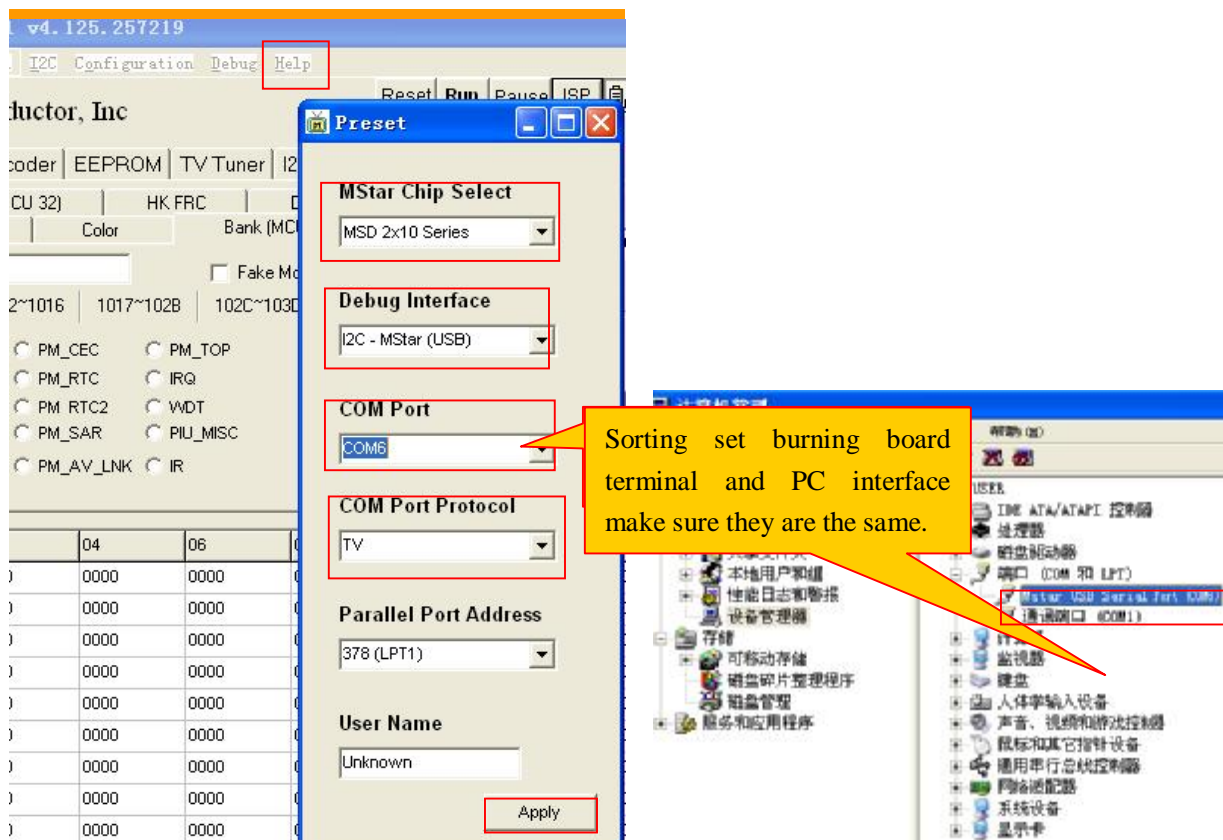 v4.125.257219
I2C Configuration Debug Help
ductor, Inc
Reset Run Pause ISP
coder EEPROM TV Tuner I2
CU 32) HK FRC
Color Bank (MC
Fake Mo
2~1016 1017~102B 102C~103D
PM_CEC PM_TOP
PM_RTC IRQ
PM_RTC2 WDT
PM_SAR PIU_MISC
PM_AV_LNK IR
04 06
0000 0000
0000 0000
0000 0000
0000 0000
0000 0000
0000 0000
0000 0000
0000 0000
0000 0000
Preset
MStar Chip Select
MSD 2x10 Series
Debug Interface
I2C - MStar (USB)
COM Port
COM6
COM Port Protocol
TV
Parallel Port Address
378 (LPT1)
User Name
Unknown
Apply
Sorting set burning board
terminal and PC interface
make sure they are the same.
本地用户和组
性能日志和警报
设备管理器
存储
可移动存储
磁盘碎片整理程序
磁盘管理
服务和应用程序
帮助(H)
USER
IDE ATA/ATAPI 控制器
处理器
磁盘驱动器
端口 (COM 和 LPT)
Mstar USB Serial Port (COM6)
通讯端口 (COM1)
监视器
键盘
人体学输入设备
声音、视频和游戏控制器
鼠标和其它指针设备
通用串行总线控制器
网络适配器
系统设备
显示卡